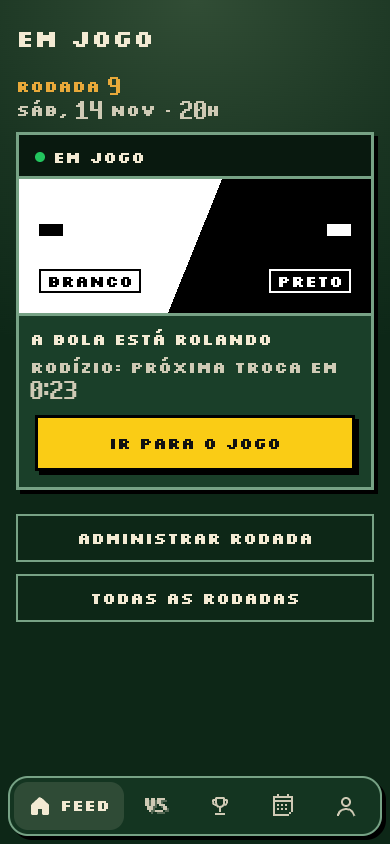 EM JOGO
RODADA 9
SÁB, 14 NOV · 20H
EM JOGO
BRANCO
PRETO
A BOLA ESTÁ ROLANDO
RODÍZIO: PRÓXIMA TROCA EM
0:23
IR PARA O JOGO
ADMINISTRAR RODADA
TODAS AS RODADAS
FEED
VS